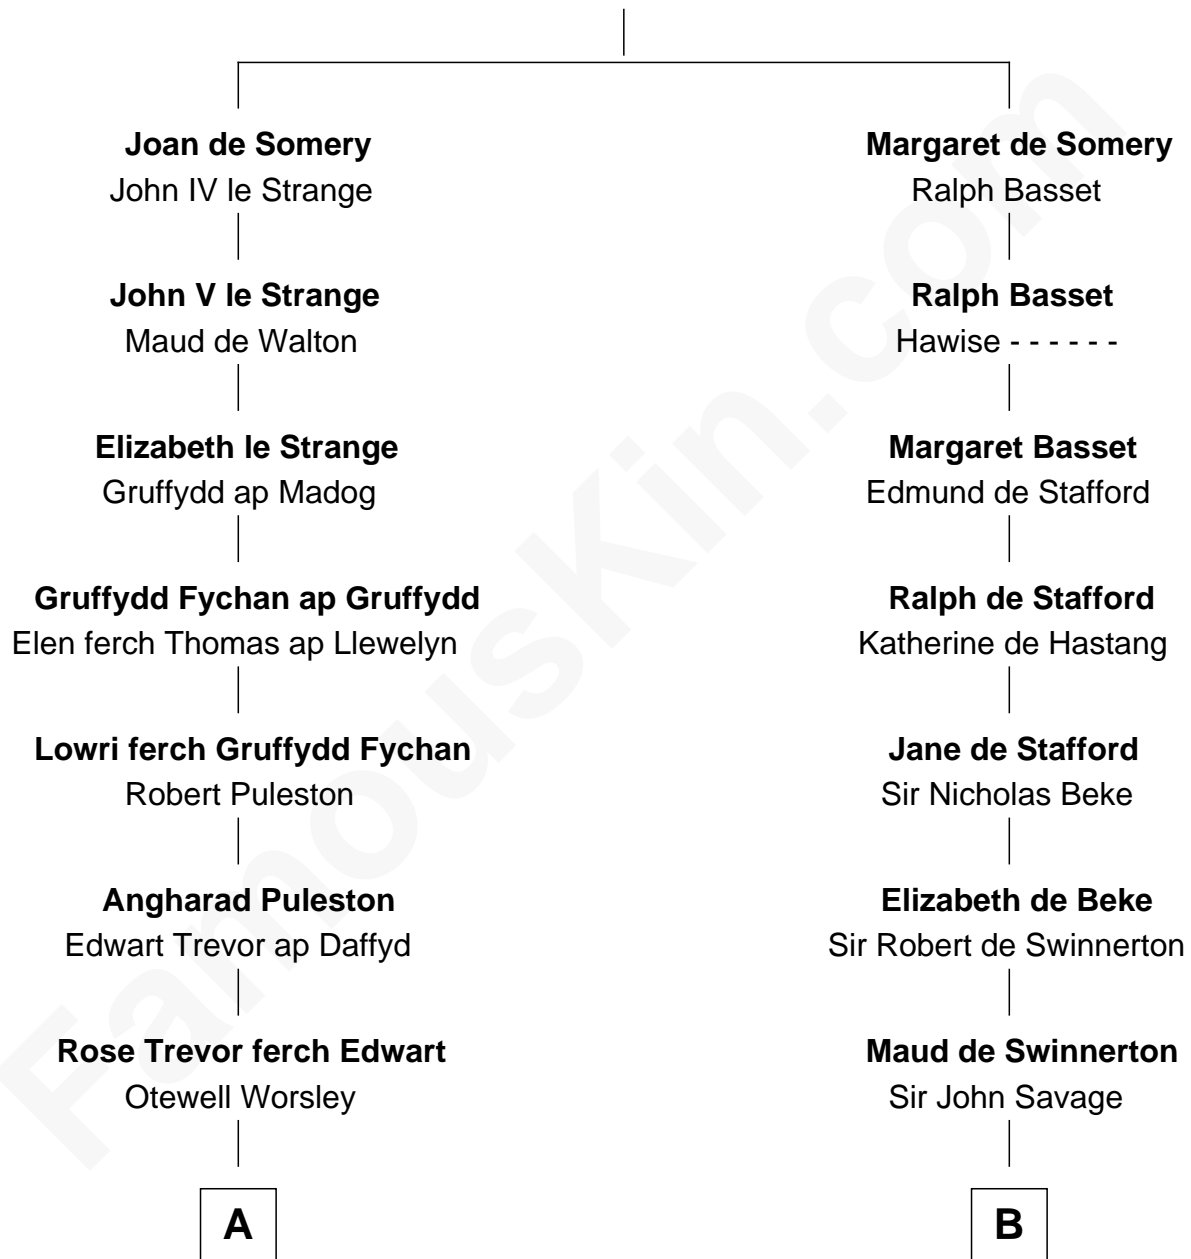 Joan de Somery
John IV le Strange
John V le Strange
Maud de Walton
Elizabeth le Strange
Gruffydd ap Madog
Gruffydd Fychan ap Gruffydd
Elen ferch Thomas ap Llewelyn
Lowri ferch Gruffydd Fychan
Robert Puleston
Angharad Puleston
Edwart Trevor ap Daffyd
Rose Trevor ferch Edwart
Otewell Worsley
A
Margaret de Somery
Ralph Basset
Ralph Basset
Hawise - - - - - -
Margaret Basset
Edmund de Stafford
Ralph de Stafford
Katherine de Hastang
Jane de Stafford
Sir Nicholas Beke
Elizabeth de Beke
Sir Robert de Swinnerton
Maud de Swinnerton
Sir John Savage
B
FamousKin.com